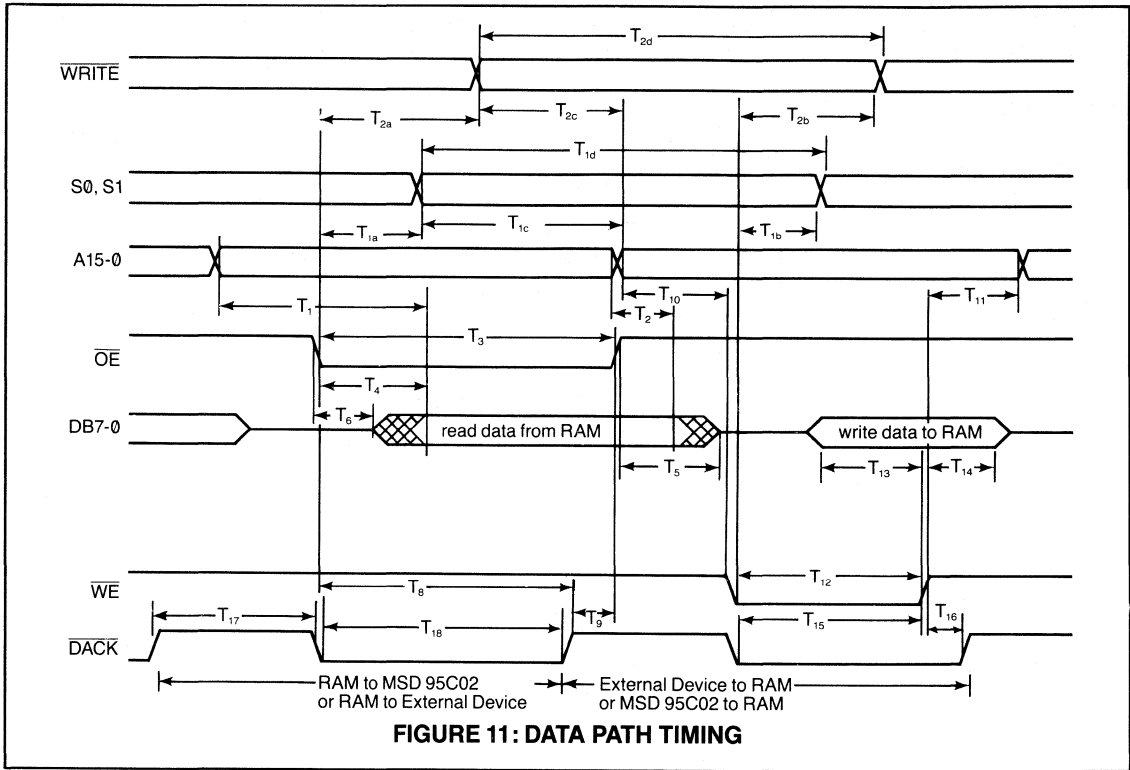 T2d
WRITE
T2a
T2c
T2b
T1d
S0, S1
T1a
T1c
T1b
A15-0
T1
T10
T2
T11
T3
OE
T4
T6
DB7-0
read data from RAM
write data to RAM
T5
T13
T14
WE
T8
T12
T17
T18
T9
T15
T16
DACK
RAM to MSD 95C02
or RAM to External Device
External Device to RAM
or MSD 95C02 to RAM
FIGURE 11: DATA PATH TIMING